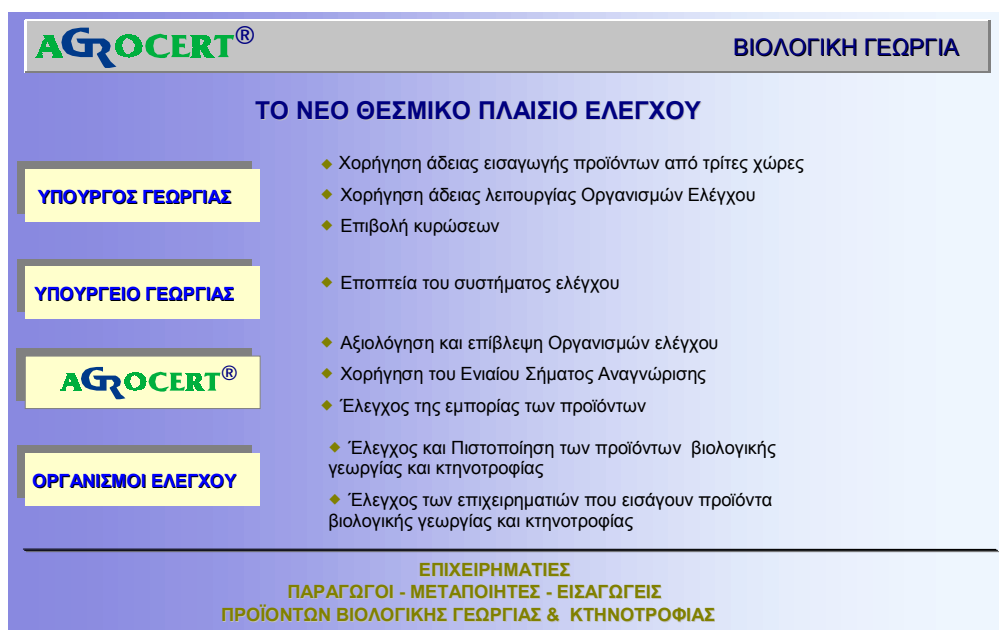 AGROCERT®
ΒΙΟΛΟΓΙΚΗ ΓΕΩΡΓΙΑ
ΤΟ ΝΕΟ ΘΕΣΜΙΚΟ ΠΛΑΙΣΙΟ ΕΛΕΓΧΟΥ
ΥΠΟΥΡΓΟΣ ΓΕΩΡΓΙΑΣ
◆ Χορήγηση άδειας εισαγωγής προϊόντων από τρίτες χώρες
◆ Χορήγηση άδειας λειτουργίας Οργανισμών Ελέγχου
◆ Επιβολή κυρώσεων
ΥΠΟΥΡΓΕΙΟ ΓΕΩΡΓΙΑΣ
◆ Εποπτεία του συστήματος ελέγχου
AGROCERT®
◆ Αξιολόγηση και επίβλεψη Οργανισμών ελέγχου
◆ Χορήγηση του Ενιαίου Σήματος Αναγνώρισης
◆ Έλεγχος της εμπορίας των προϊόντων
ΟΡΓΑΝΙΣΜΟΙ ΕΛΕΓΧΟΥ
◆ Έλεγχος και Πιστοποίηση των προϊόντων βιολογικής
γεωργίας και κτηνοτροφίας
◆ Έλεγχος των επιχειρηματιών που εισάγουν προϊόντα
βιολογικής γεωργίας και κτηνοτροφίας
ΕΠΙΧΕΙΡΗΜΑΤΙΕΣ
ΠΑΡΑΓΩΓΟΙ - ΜΕΤΑΠΟΙΗΤΕΣ - ΕΙΣΑΓΩΓΕΙΣ
ΠΡΟΪΟΝΤΩΝ ΒΙΟΛΟΓΙΚΗΣ ΓΕΩΡΓΙΑΣ & ΚΤΗΝΟΤΡΟΦΙΑΣ